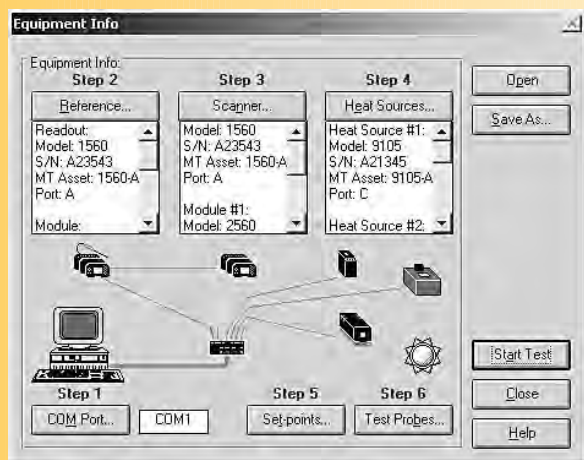 Equipment Info
Equipment Info:
Step 2
Reference...
Readout:
Model: 1560
S/N: A23543
MT Asset: 1560-A
Port: A
Module:
Step 3
Scanner...
Model: 1560
S/N: A23543
MT Asset: 1560-A
Port: A
Module #1:
Model: 2560
Step 4
Heat Sources...
Heat Source #1:
Model: 9105
S/N: A21345
MT Asset: 9105-A
Port: C
Heat Source #2:
Open
Save As...
Step 1
COM Port...
COM1
Step 5
Set-points...
Step 6
Test Probes...
Start Test
Close
Help